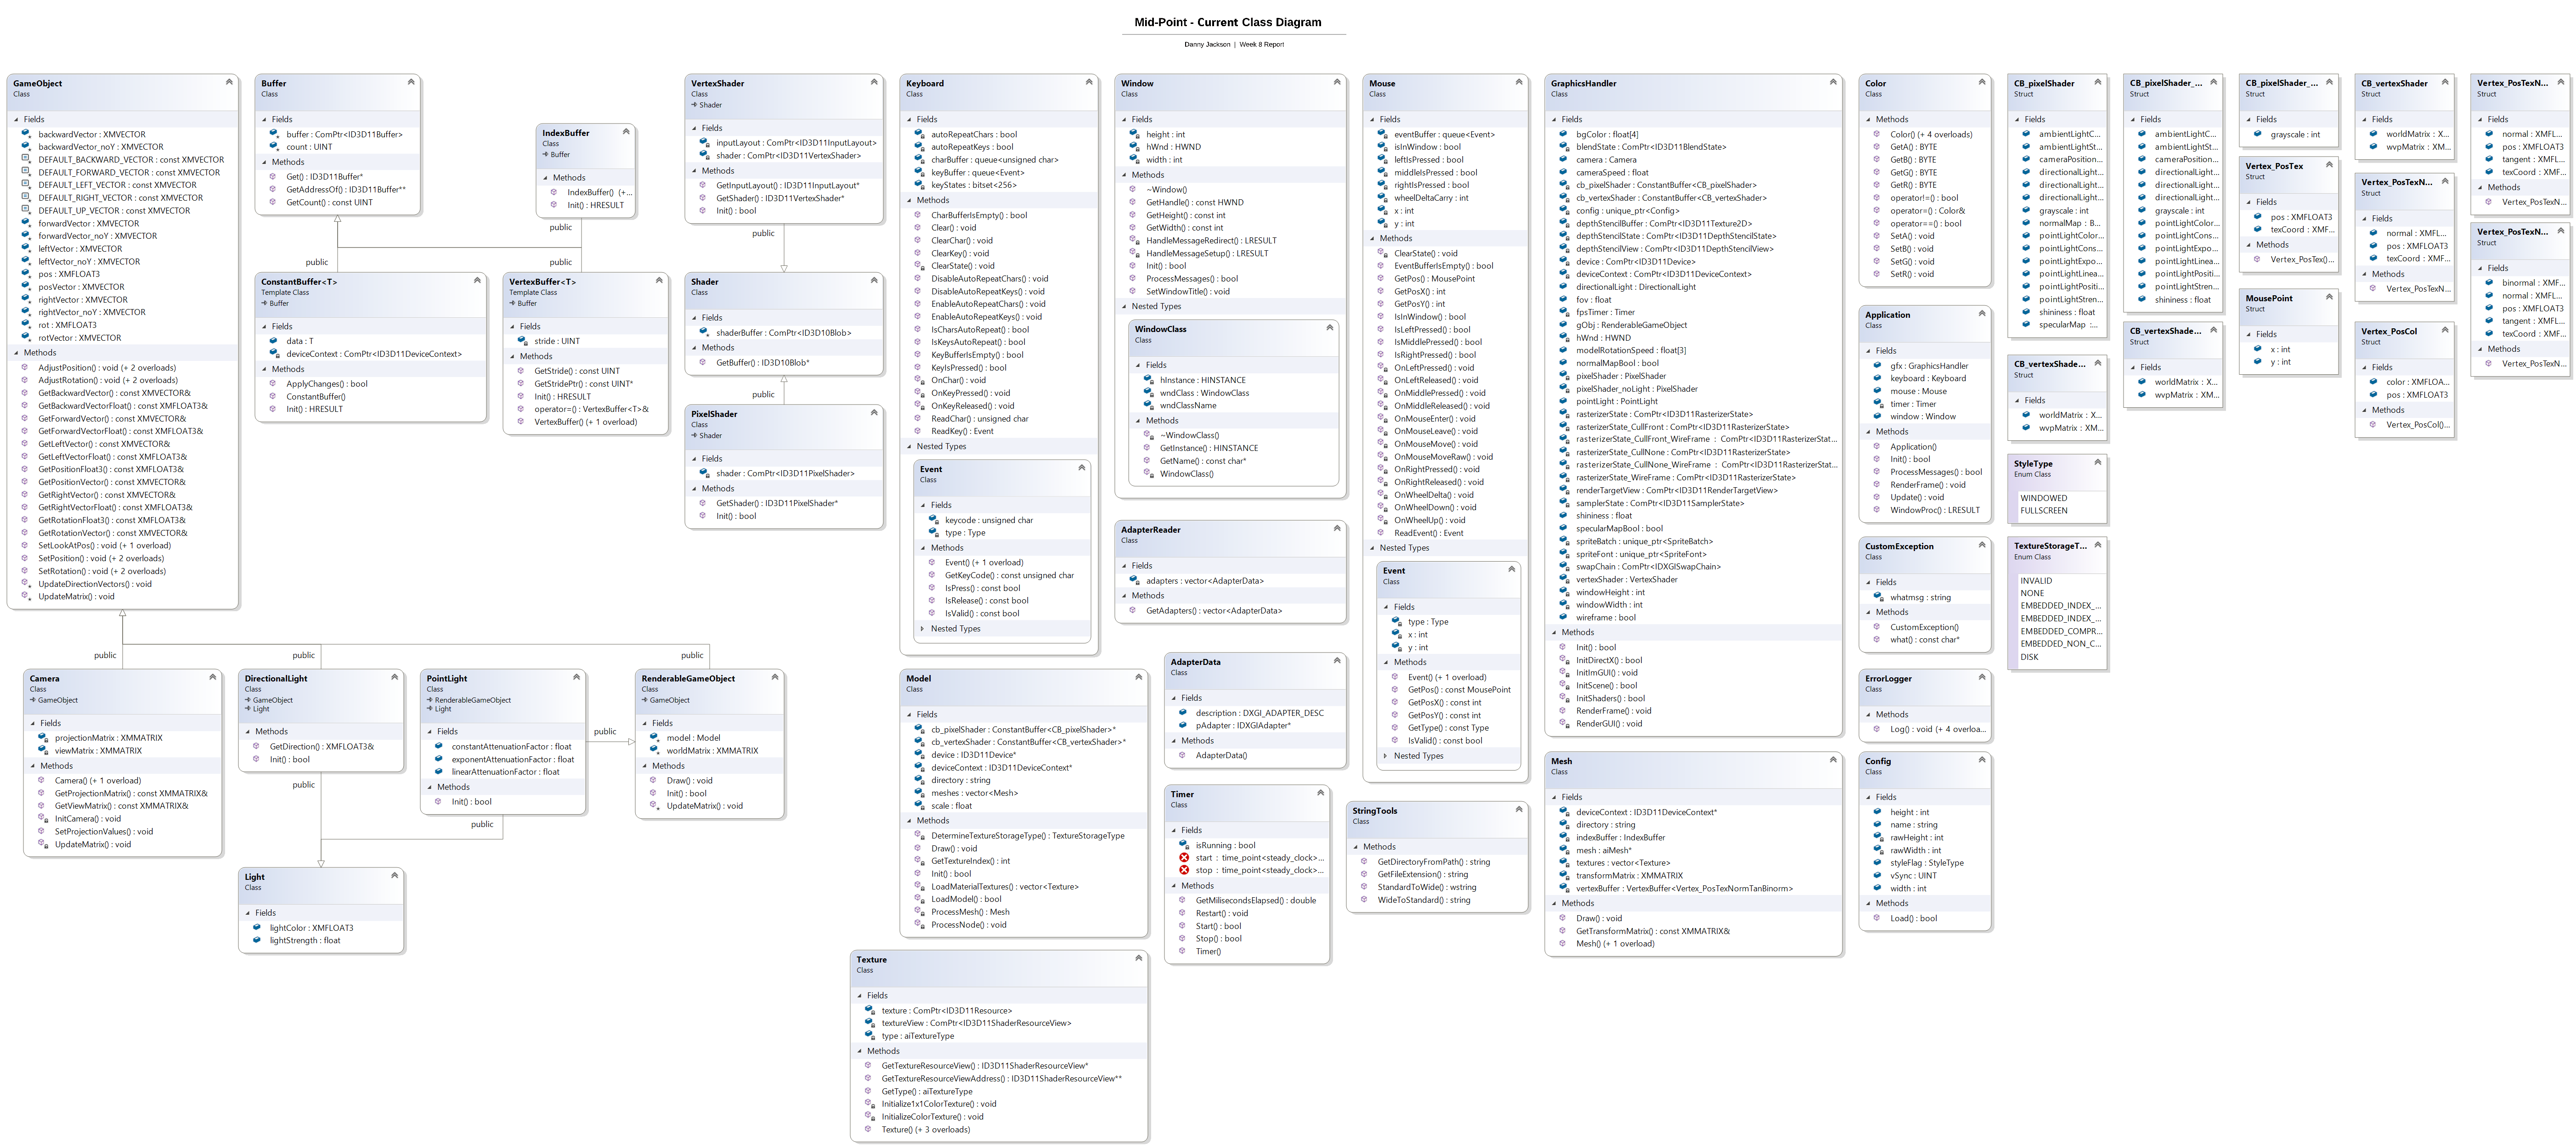 Mid-Point - Current Class Diagram
Danny Jackson | Week 8 Report
GameObject
Class
Fields
backwardVector : XMVECTOR
backwardVector_noY : XMVECTOR
DEFAULT_BACKWARD_VECTOR : const XMVECTOR
DEFAULT_FORWARD_VECTOR : const XMVECTOR
DEFAULT_LEFT_VECTOR : const XMVECTOR
DEFAULT_RIGHT_VECTOR : const XMVECTOR
DEFAULT_UP_VECTOR : const XMVECTOR
forwardVector : XMVECTOR
forwardVector_noY : XMVECTOR
leftVector : XMVECTOR
leftVector_noY : XMVECTOR
pos : XMFLOAT3
posVector : XMVECTOR
rightVector : XMVECTOR
rightVector_noY : XMVECTOR
rot : XMFLOAT3
rotVector : XMVECTOR
Methods
AdjustPosition() : void (+ 2 overloads)
AdjustRotation() : void (+ 2 overloads)
GetBackwardVector() : const XMVECTOR&
GetBackwardVectorFloat() : const XMFLOAT3&
GetForwardVector() : const XMVECTOR&
GetForwardVectorFloat() : const XMFLOAT3&
GetLeftVector() : const XMVECTOR&
GetLeftVectorFloat() : const XMFLOAT3&
GetPositionFloat3() : const XMFLOAT3&
GetPositionVector() : const XMVECTOR&
GetRightVector() : const XMVECTOR&
GetRightVectorFloat() : const XMFLOAT3&
GetRotationFloat3() : const XMFLOAT3&
GetRotationVector() : const XMVECTOR&
SetLookAtPos() : void (+ 1 overload)
SetPosition() : void (+ 2 overloads)
SetRotation() : void (+ 2 overloads)
UpdateDirectionVectors() : void
UpdateMatrix() : void
Buffer
Class
Fields
buffer : ComPtr<ID3D11Buffer>
count : UINT
Methods
Get() : ID3D11Buffer*
GetAddressOf() : ID3D11Buffer**
GetCount() : const UINT
IndexBuffer
Class
Buffer
Methods
IndexBuffer() (+...
Init() : HRESULT
public
public
public
ConstantBuffer<T>
Template Class
Buffer
Fields
data : T
deviceContext : ComPtr<ID3D11DeviceContext>
Methods
ApplyChanges() : bool
ConstantBuffer()
Init() : HRESULT
VertexBuffer<T>
Template Class
Buffer
Fields
stride : UINT
Methods
GetStride() : const UINT
GetStridePtr() : const UINT*
Init() : HRESULT
operator=() : VertexBuffer<T>&
VertexBuffer() (+ 1 overload)
VertexShader
Class
Shader
Fields
inputLayout : ComPtr<ID3D11InputLayout>
shader : ComPtr<ID3D11VertexShader>
Methods
GetInputLayout() : ID3D11InputLayout*
GetShader() : ID3D11VertexShader*
Init() : bool
public
Shader
Class
Fields
shaderBuffer : ComPtr<ID3D10Blob>
Methods
GetBuffer() : ID3D10Blob*
public
PixelShader
Class
Shader
Fields
shader : ComPtr<ID3D11PixelShader>
Methods
GetShader() : ID3D11PixelShader*
Init() : bool
public
public
public
Camera
Class
GameObject
Fields
projectionMatrix : XMMATRIX
viewMatrix : XMMATRIX
Methods
Camera() (+ 1 overload)
GetProjectionMatrix() : const XMMATRIX&
GetViewMatrix() : const XMMATRIX&
InitCamera() : void
SetProjectionValues() : void
UpdateMatrix() : void
DirectionalLight
Class
GameObject
Light
Methods
GetDirection() : XMFLOAT3&
Init() : bool
public
PointLight
Class
RenderableGameObject
Light
Fields
constantAttenuationFactor : float
exponentAttenuationFactor : float
linearAttenuationFactor : float
Methods
Init() : bool
public
public
RenderableGameObject
Class
GameObject
Fields
model : Model
worldMatrix : XMMATRIX
Methods
Draw() : void
Init() : bool
UpdateMatrix() : void
Light
Class
Fields
lightColor : XMFLOAT3
lightStrength : float
Keyboard
Class
Fields
autoRepeatChars : bool
autoRepeatKeys : bool
charBuffer : queue<unsigned char>
keyBuffer : queue<Event>
keyStates : bitset<256>
Methods
CharBufferIsEmpty() : bool
Clear() : void
ClearChar() : void
ClearKey() : void
ClearState() : void
DisableAutoRepeatChars() : void
DisableAutoRepeatKeys() : void
EnableAutoRepeatChars() : void
EnableAutoRepeatKeys() : void
IsCharsAutoRepeat() : bool
IsKeysAutoRepeat() : bool
KeyBufferIsEmpty() : bool
KeyIsPressed() : bool
OnChar() : void
OnKeyPressed() : void
OnKeyReleased() : void
ReadChar() : unsigned char
ReadKey() : Event
Nested Types
Event
Class
Fields
keycode : unsigned char
type : Type
Methods
Event() (+ 1 overload)
GetKeyCode() : const unsigned char
IsPress() : const bool
IsRelease() : const bool
IsValid() : const bool
Nested Types
Model
Class
Fields
cb_pixelShader : ConstantBuffer<CB_pixelShader>*
cb_vertexShader : ConstantBuffer<CB_vertexShader>*
device : ID3D11Device*
deviceContext : ID3D11DeviceContext*
directory : string
meshes : vector<Mesh>
scale : float
Methods
DetermineTextureStorageType() : TextureStorageType
Draw() : void
GetTextureIndex() : int
Init() : bool
LoadMaterialTextures() : vector<Texture>
LoadModel() : bool
ProcessMesh() : Mesh
ProcessNode() : void
Texture
Class
Fields
texture : ComPtr<ID3D11Resource>
textureView : ComPtr<ID3D11ShaderResourceView>
type : aiTextureType
Methods
GetTextureResourceView() : ID3D11ShaderResourceView*
GetTextureResourceViewAddress() : ID3D11ShaderResourceView**
GetType() : aiTextureType
Initialize1x1ColorTexture() : void
InitializeColorTexture() : void
Texture() (+ 3 overloads)
Window
Class
Fields
height : int
hWnd : HWND
width : int
Methods
~Window()
GetHandle() : const HWND
GetHeight() : const int
GetWidth() : const int
HandleMessageRedirect() : LRESULT
HandleMessageSetup() : LRESULT
Init() : bool
ProcessMessages() : bool
SetWindowTitle() : void
Nested Types
WindowClass
Class
Fields
hInstance : HINSTANCE
wndClass : WindowClass
wndClassName
Methods
~WindowClass()
GetInstance() : HINSTANCE
GetName() : const char*
WindowClass()
AdapterReader
Class
Fields
adapters : vector<AdapterData>
Methods
GetAdapters() : vector<AdapterData>
AdapterData
Class
Fields
description : DXGI_ADAPTER_DESC
pAdapter : IDXGIAdapter*
Methods
AdapterData()
Timer
Class
Fields
isRunning : bool
start : time_point<steady_clock>...
stop : time_point<steady_clock>...
Methods
GetMilisecondsElapsed() : double
Restart() : void
Start() : bool
Stop() : bool
Timer()
Mouse
Class
Fields
eventBuffer : queue<Event>
isInWindow : bool
leftIsPressed : bool
middleIsPressed : bool
rightIsPressed : bool
wheelDeltaCarry : int
x : int
y : int
Methods
ClearState() : void
EventBufferIsEmpty() : bool
GetPos() : MousePoint
GetPosX() : int
GetPosY() : int
IsInWindow() : bool
IsLeftPressed() : bool
IsMiddlePressed() : bool
IsRightPressed() : bool
OnLeftPressed() : void
OnLeftReleased() : void
OnMiddlePressed() : void
OnMiddleReleased() : void
OnMouseEnter() : void
OnMouseLeave() : void
OnMouseMove() : void
OnMouseMoveRaw() : void
OnRightPressed() : void
OnRightReleased() : void
OnWheelDelta() : void
OnWheelDown() : void
OnWheelUp() : void
ReadEvent() : Event
Nested Types
Event
Class
Fields
type : Type
x : int
y : int
Methods
Event() (+ 1 overload)
GetPos() : const MousePoint
GetPosX() : const int
GetPosY() : const int
GetType() : const Type
IsValid() : const bool
Nested Types
StringTools
Class
Methods
GetDirectoryFromPath() : string
GetFileExtension() : string
StandardToWide() : wstring
WideToStandard() : string
GraphicsHandler
Class
Fields
bgColor : float[4]
blendState : ComPtr<ID3D11BlendState>
camera : Camera
cameraSpeed : float
cb_pixelShader : ConstantBuffer<CB_pixelShader>
cb_vertexShader : ConstantBuffer<CB_vertexShader>
config : unique_ptr<Config>
depthStencilBuffer : ComPtr<ID3D11Texture2D>
depthStencilState : ComPtr<ID3D11DepthStencilState>
depthStencilView : ComPtr<ID3D11DepthStencilView>
device : ComPtr<ID3D11Device>
deviceContext : ComPtr<ID3D11DeviceContext>
directionalLight : DirectionalLight
fov : float
fpsTimer : Timer
gObj : RenderableGameObject
hWnd : HWND
modelRotationSpeed : float[3]
normalMapBool : bool
pixelShader : PixelShader
pixelShader_noLight : PixelShader
pointLight : PointLight
rasterizerState : ComPtr<ID3D11RasterizerState>
rasterizerState_CullFront : ComPtr<ID3D11RasterizerState>
rasterizerState_CullFront_WireFrame : ComPtr<ID3D11RasterizerStat...
rasterizerState_CullNone : ComPtr<ID3D11RasterizerState>
rasterizerState_CullNone_WireFrame : ComPtr<ID3D11RasterizerStat...
rasterizerState_WireFrame : ComPtr<ID3D11RasterizerState>
renderTargetView : ComPtr<ID3D11RenderTargetView>
samplerState : ComPtr<ID3D11SamplerState>
shininess : float
specularMapBool : bool
spriteBatch : unique_ptr<SpriteBatch>
spriteFont : unique_ptr<SpriteFont>
swapChain : ComPtr<IDXGISwapChain>
vertexShader : VertexShader
windowHeight : int
windowWidth : int
wireframe : bool
Methods
Init() : bool
InitDirectX() : bool
InitImGUI() : void
InitScene() : bool
InitShaders() : bool
RenderFrame() : void
RenderGUI() : void
Mesh
Class
Fields
deviceContext : ID3D11DeviceContext*
directory : string
indexBuffer : IndexBuffer
mesh : aiMesh*
textures : vector<Texture>
transformMatrix : XMMATRIX
vertexBuffer : VertexBuffer<Vertex_PosTexNormTanBinorm>
Methods
Draw() : void
GetTransformMatrix() : const XMMATRIX&
Mesh() (+ 1 overload)
Color
Class
Methods
Color() (+ 4 overloads)
GetA() : BYTE
GetB() : BYTE
GetG() : BYTE
GetR() : BYTE
operator!=() : bool
operator=() : Color&
operator==() : bool
SetA() : void
SetB() : void
SetG() : void
SetR() : void
Application
Class
Fields
gfx : GraphicsHandler
keyboard : Keyboard
mouse : Mouse
timer : Timer
window : Window
Methods
Application()
Init() : bool
ProcessMessages() : bool
RenderFrame() : void
Update() : void
WindowProc() : LRESULT
CustomException
Class
Fields
whatmsg : string
Methods
CustomException()
what() : const char*
ErrorLogger
Class
Methods
Log() : void (+ 4 overloa...
Config
Class
Fields
height : int
name : string
rawHeight : int
rawWidth : int
styleFlag : StyleType
vSync : UINT
width : int
Methods
Load() : bool
CB_pixelShader
Struct
Fields
ambientLightC...
ambientLightSt...
cameraPosition...
directionalLight...
directionalLight...
directionalLight...
grayscale : int
normalMap : B...
pointLightColor...
pointLightCons...
pointLightExpo...
pointLightLinea...
pointLightPositi...
pointLightStren...
shininess : float
specularMap :...
CB_vertexShade...
Struct
Fields
worldMatrix : X...
wvpMatrix : XM...
StyleType
Enum Class
WINDOWED
FULLSCREEN
TextureStorageT...
Enum Class
INVALID
NONE
EMBEDDED_INDEX_...
EMBEDDED_INDEX_...
EMBEDDED_COMPR...
EMBEDDED_NON_C...
DISK
CB_pixelShader_...
Struct
Fields
ambientLightC...
ambientLightSt...
cameraPosition...
directionalLight...
directionalLight...
directionalLight...
grayscale : int
pointLightColor...
pointLightCons...
pointLightExpo...
pointLightLinea...
pointLightPositi...
pointLightStren...
shininess : float
CB_vertexShade...
Struct
Fields
worldMatrix : X...
wvpMatrix : XM...
CB_pixelShader_...
Struct
Fields
grayscale : int
Vertex_PosTex
Struct
Fields
pos : XMFLOAT3
texCoord : XMF...
Methods
Vertex_PosTex()...
MousePoint
Struct
Fields
x : int
y : int
CB_vertexShader
Struct
Fields
worldMatrix : X...
wvpMatrix : XM...
Vertex_PosTexN...
Struct
Fields
normal : XMFL...
pos : XMFLOAT3
texCoord : XMF...
Methods
Vertex_PosTexN...
Vertex_PosCol
Struct
Fields
color : XMFLOA...
pos : XMFLOAT3
Methods
Vertex_PosCol()...
Vertex_PosTexN...
Struct
Fields
normal : XMFL...
pos : XMFLOAT3
tangent : XMFL...
texCoord : XMF...
Methods
Vertex_PosTexN...
Vertex_PosTexN...
Struct
Fields
binormal : XMF...
normal : XMFL...
pos : XMFLOAT3
tangent : XMFL...
texCoord : XMF...
Methods
Vertex_PosTexN...